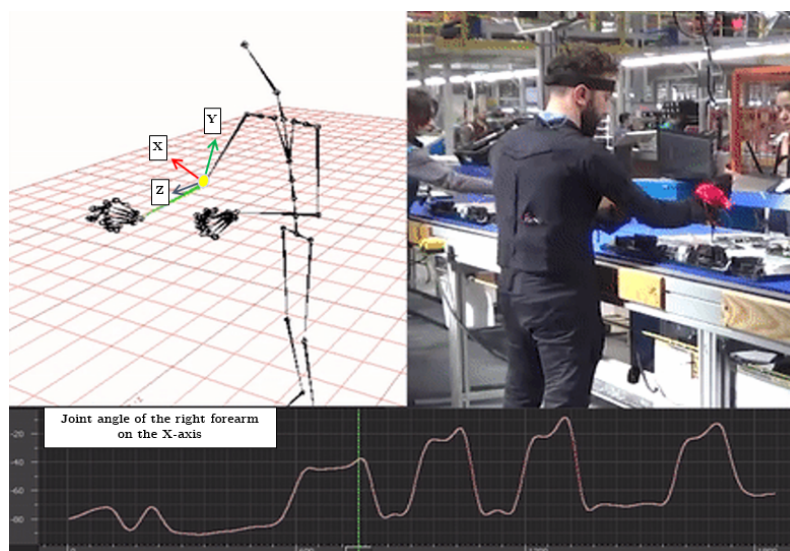 Y
X
Z
Joint angle of the right forearm
on the X-axis
-20
-40
-60
-80